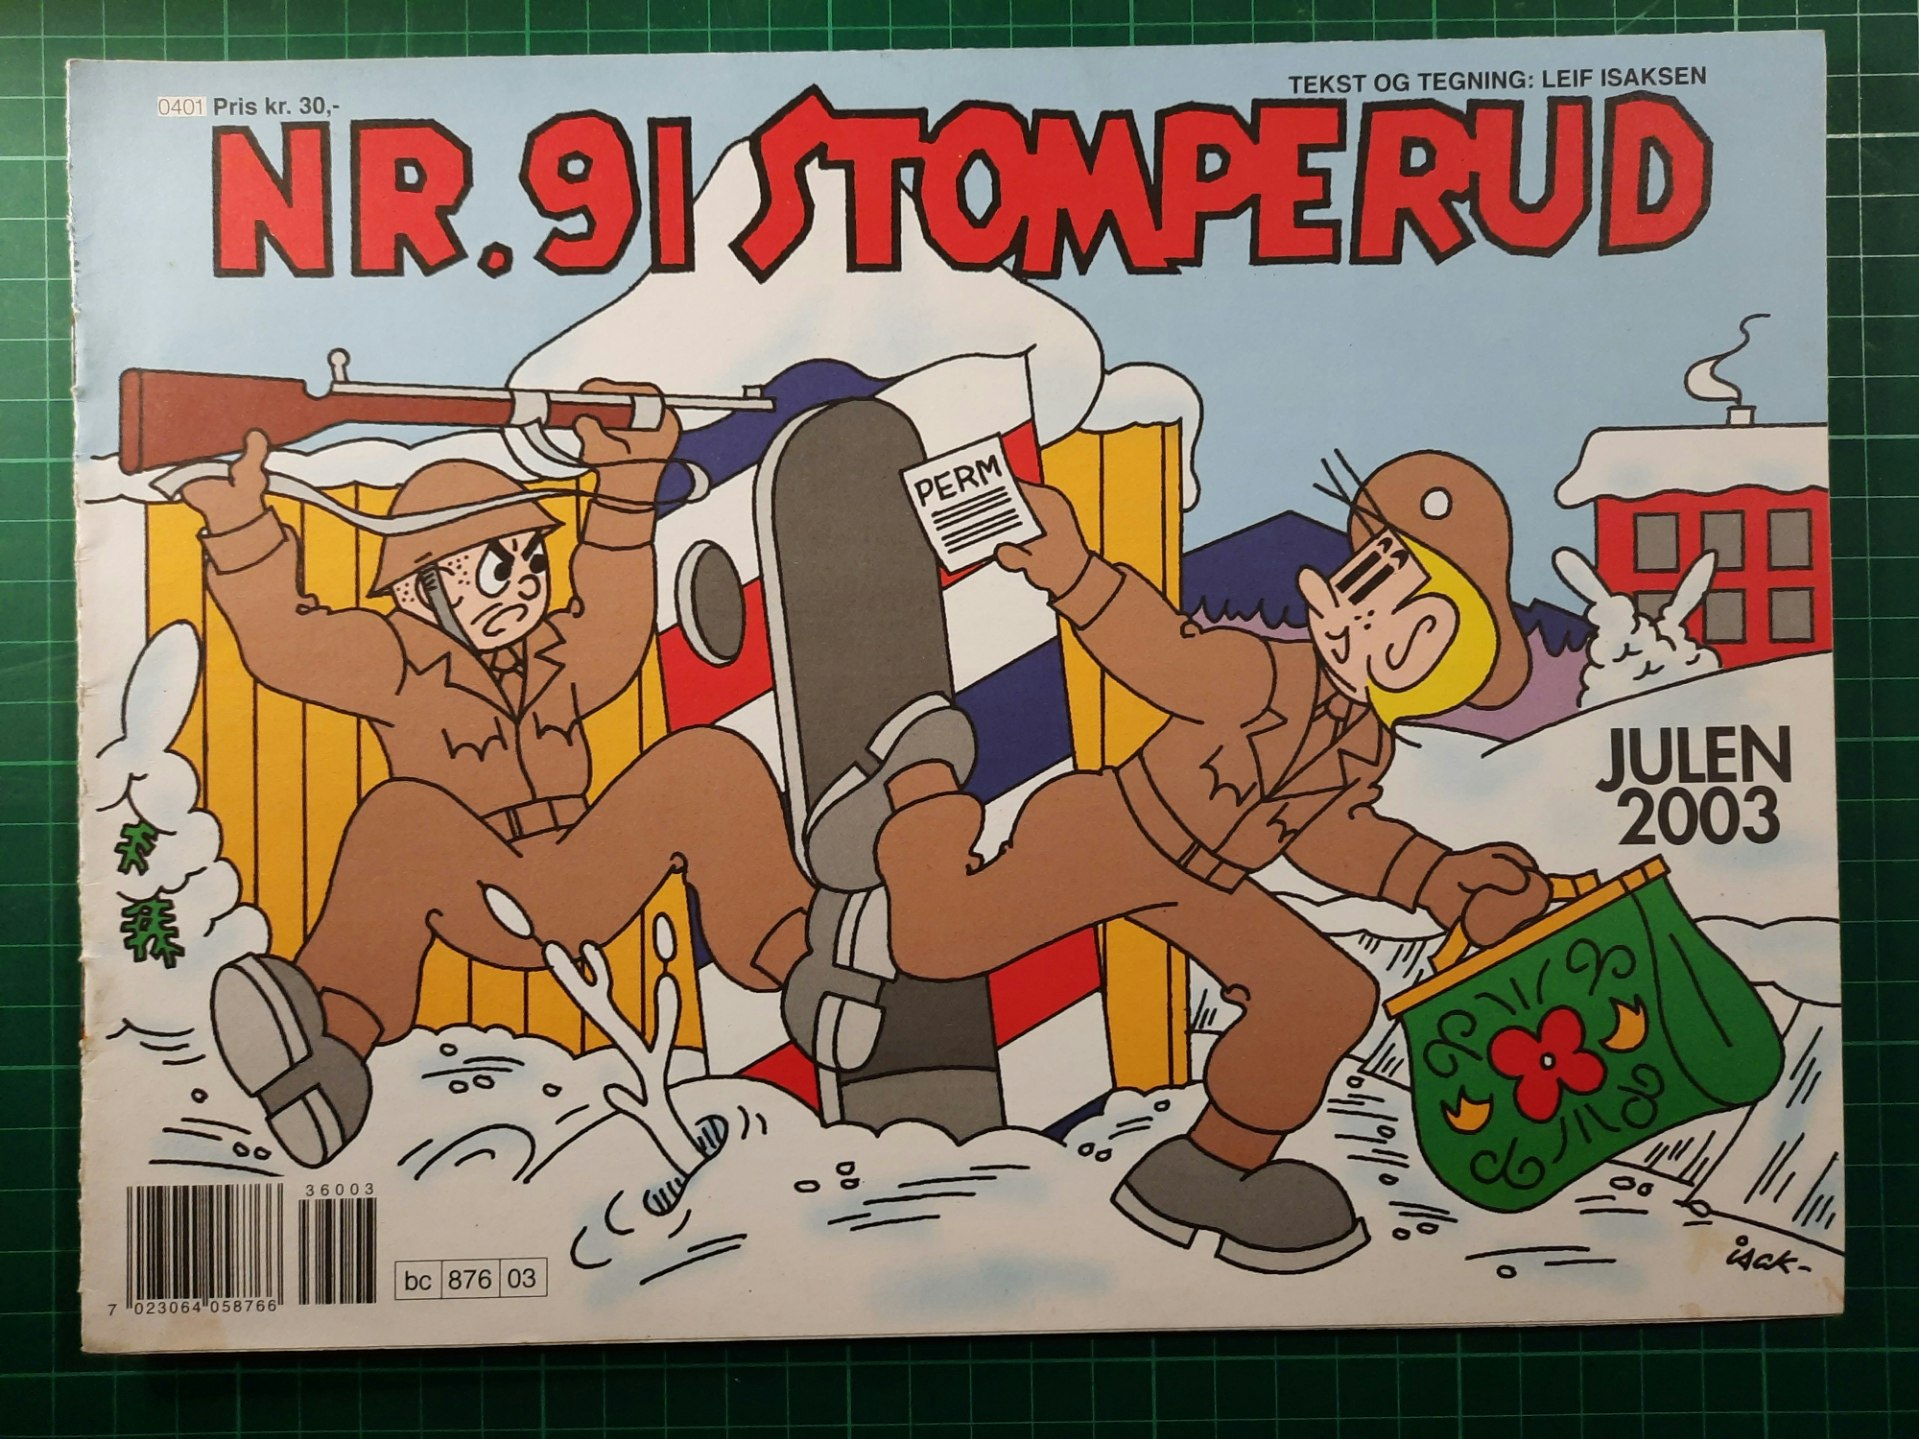 TEKST OG TEGNING: LEIF ISAKSEN
0401 Pris kr. 30,-
NR. 91 STOMPERUD
PERM
JULEN
2003
36003
bc 876 03
7 023064 058766
isak-